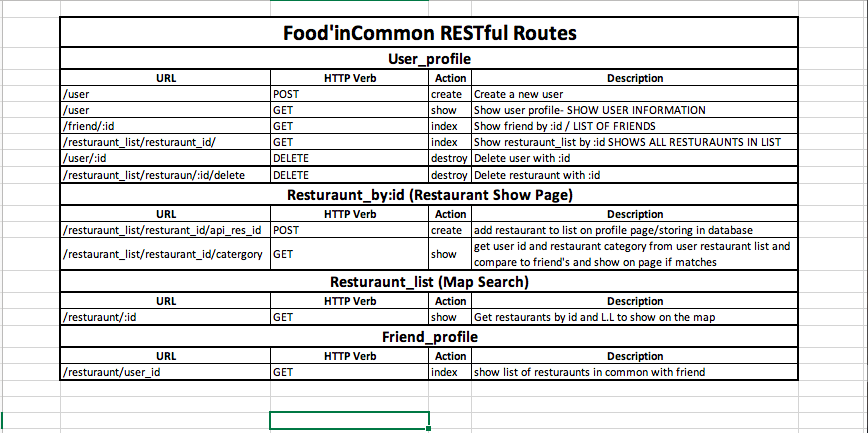 Food'inCommon RESTful Routes
User_profile
URL HTTP Verb Action Description
/user POST create Create a new user
/user GET show Show user profile- SHOW USER INFORMATION
/friend/:id GET index Show friend by :id / LIST OF FRIENDS
/resturaunt_list/resturaunt_id/ GET index Show resturaunt_list by :id SHOWS ALL RESTURAUNTS IN LIST
/user/:id DELETE destroy Delete user with :id
/resturaunt_list/resturaun/:id/delete DELETE destroy Delete resturaunt with :id
Resturaunt_by:id (Restaurant Show Page)
URL HTTP Verb Action Description
/resturaunt_list/resturant_id/api_res_id POST create add restaurant to list on profile page/storing in database
/restaurant_list/restaurant_id/catergory GET show get user id and restaurant category from user restaurant list and
compare to friend's and show on page if matches
Resturaunt_list (Map Search)
URL HTTP Verb Action Description
/resturaunt/:id GET show Get restaurants by id and L.L to show on the map
Friend_profile
URL HTTP Verb Action Description
/resturaunt/user_id GET index show list of resturaunts in common with friend